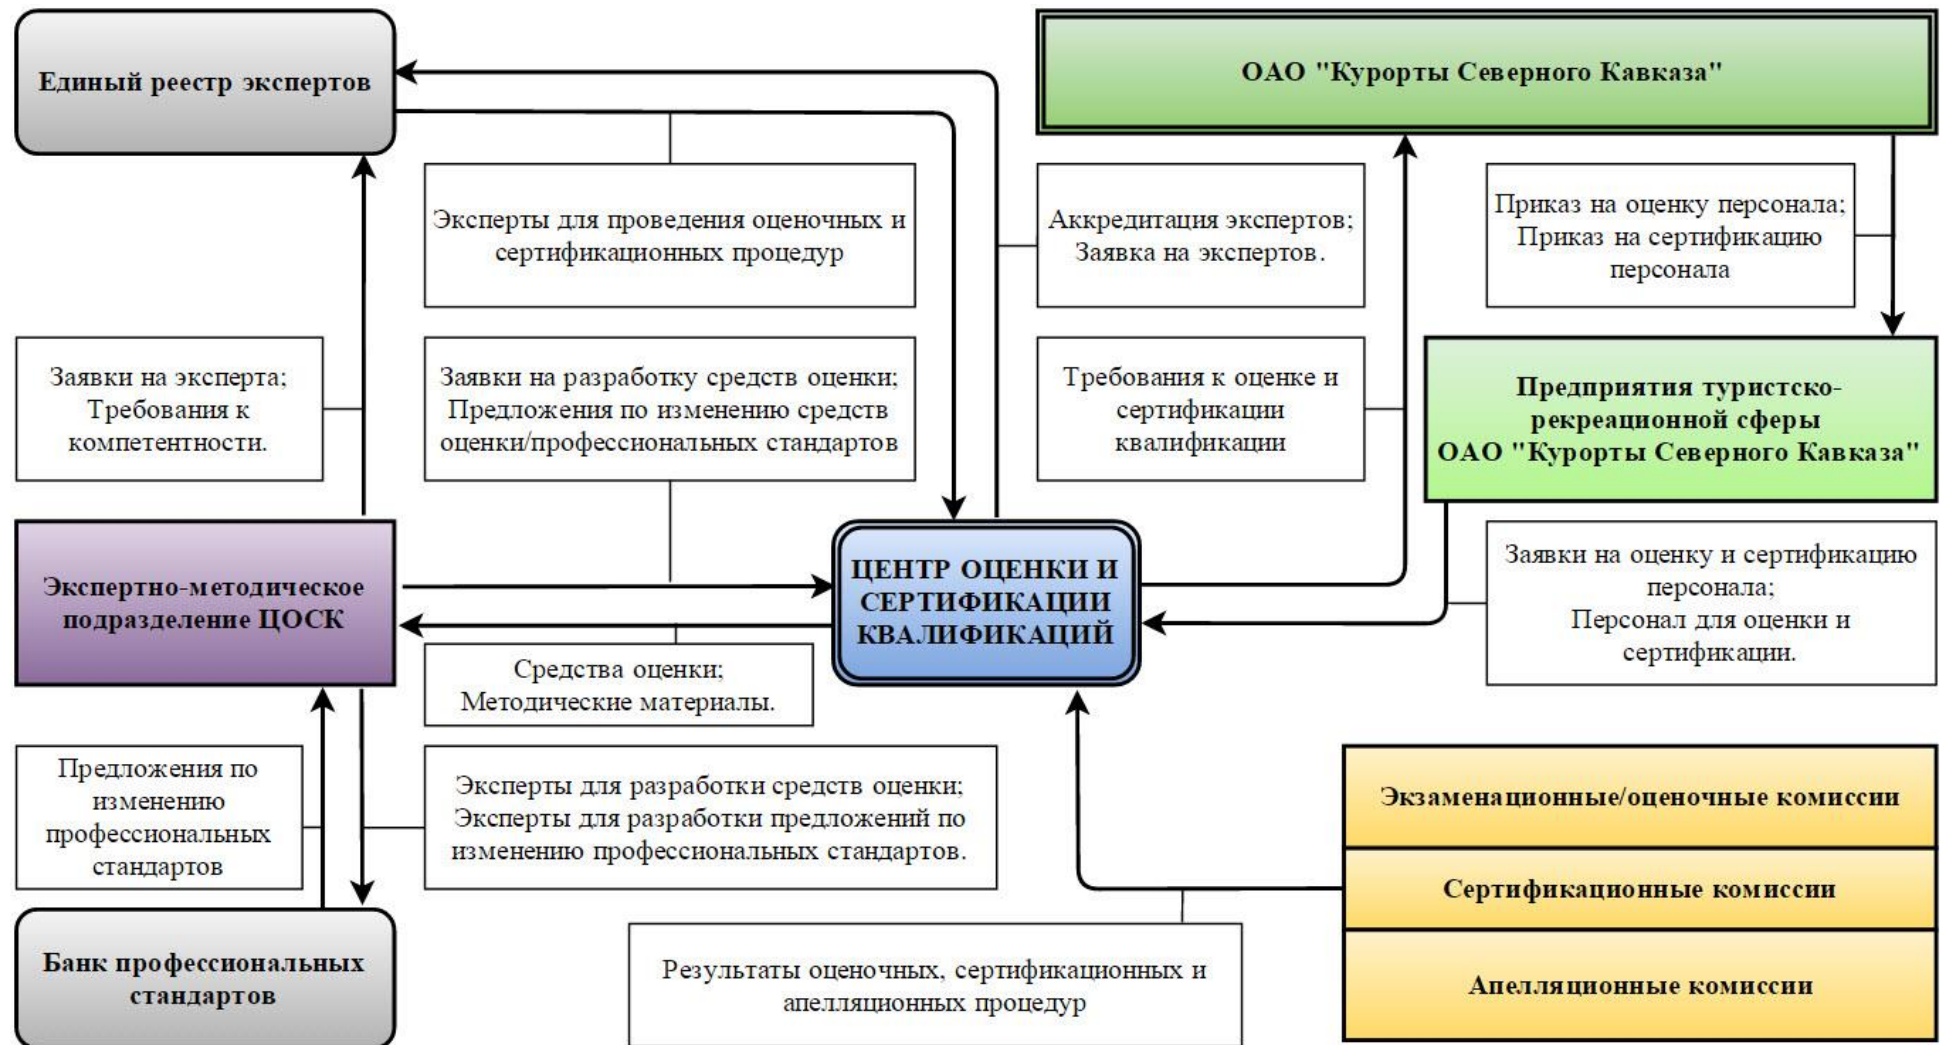 Единый реестр экспертов
ОАО "Курорты Северного Кавказа"
Эксперты для проведения оценочных и
сертификационных процедур
Аккредитация экспертов;
Заявка на экспертов.
Приказ на оценку персонала;
Приказ на сертификацию
персонала
Заявки на эксперта;
Требования к
компетентности.
Заявки на разработку средств оценки;
Предложения по изменению средств
оценки/профессиональных стандартов
Требования к оценке и
сертификации
квалификации
Предприятия туристско-
рекреационной сферы
ОАО "Курорты Северного Кавказа"
Экспертно-методическое
подразделение ЦОСК
ЦЕНТР ОЦЕНКИ И
СЕРТИФИКАЦИИ
КВАЛИФИКАЦИЙ
Заявки на оценку и сертификацию
персонала;
Персонал для оценки и
сертификации.
Средства оценки;
Методические материалы.
Предложения по
изменению
профессиональных
стандартов
Эксперты для разработки средств оценки;
Эксперты для разработки предложений по
изменению профессиональных стандартов.
Экзаменационные/оценочные комиссии
Сертификационные комиссии
Апелляционные комиссии
Банк профессиональных
стандартов
Результаты оценочных, сертификационных и
апелляционных процедур